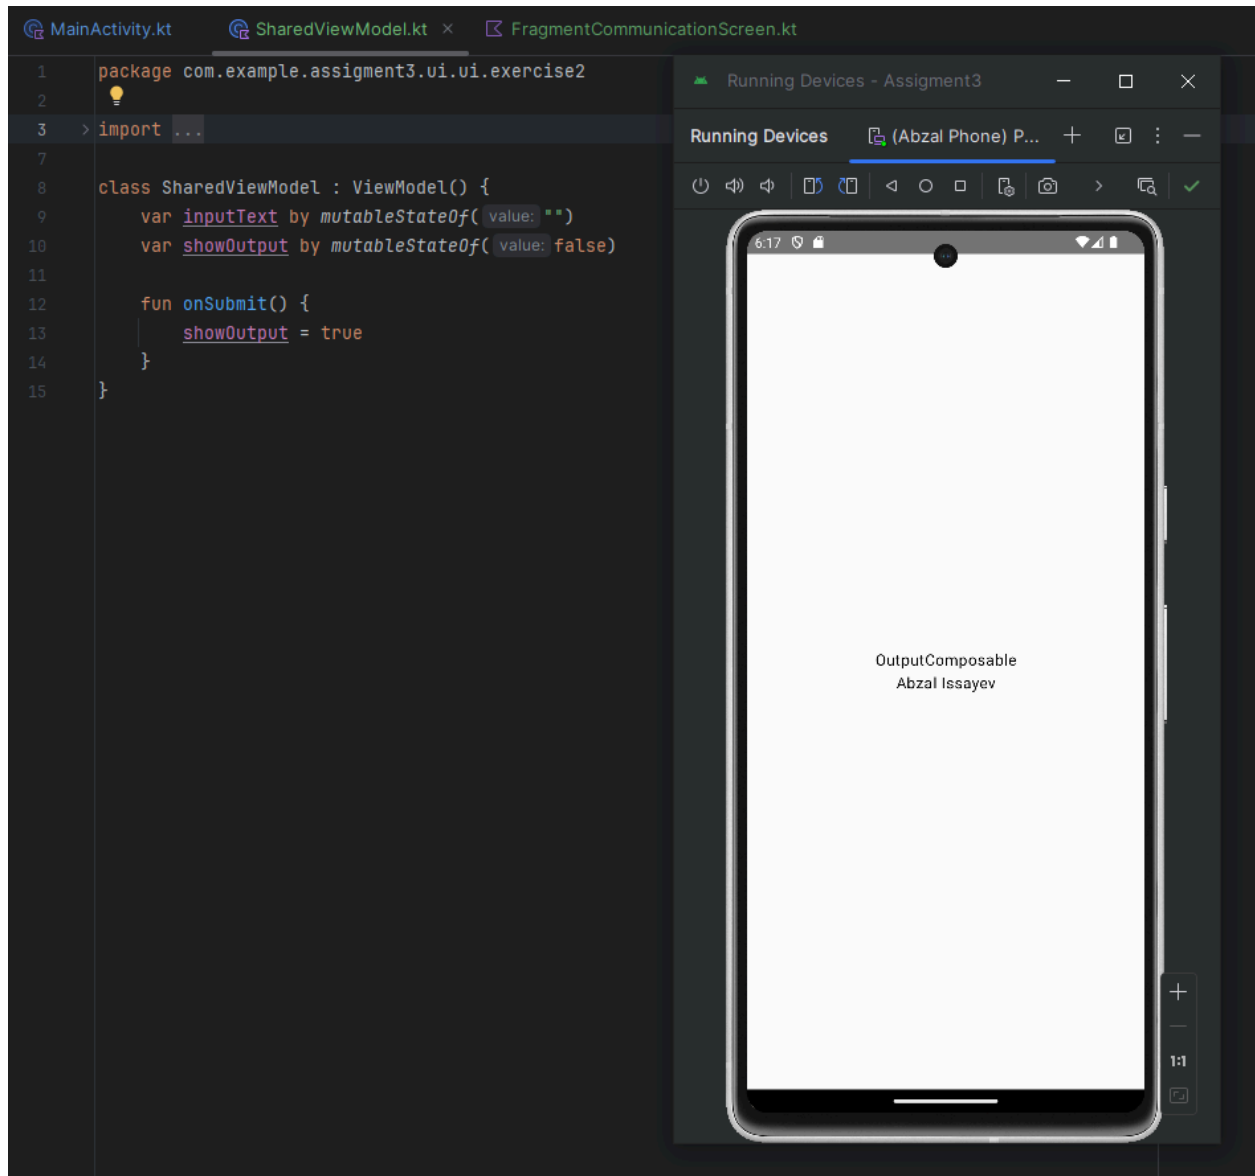 MainActivity.kt SharedViewModel.kt FragmentCommunicationScreen.kt
1 package com.example.assigment3.ui.ui.exercise2
2
3 import ...
7
8 class SharedViewModel : ViewModel() {
9 var inputText by mutableStateOf( value: "")
10 var showOutput by mutableStateOf( value: false)
11
12 fun onSubmit() {
13 showOutput = true
14 }
15 }
Running Devices - Assigment3
Running Devices (Abzal Phone) P...
6:17
OutputComposable
Abzal Issayev
1:1